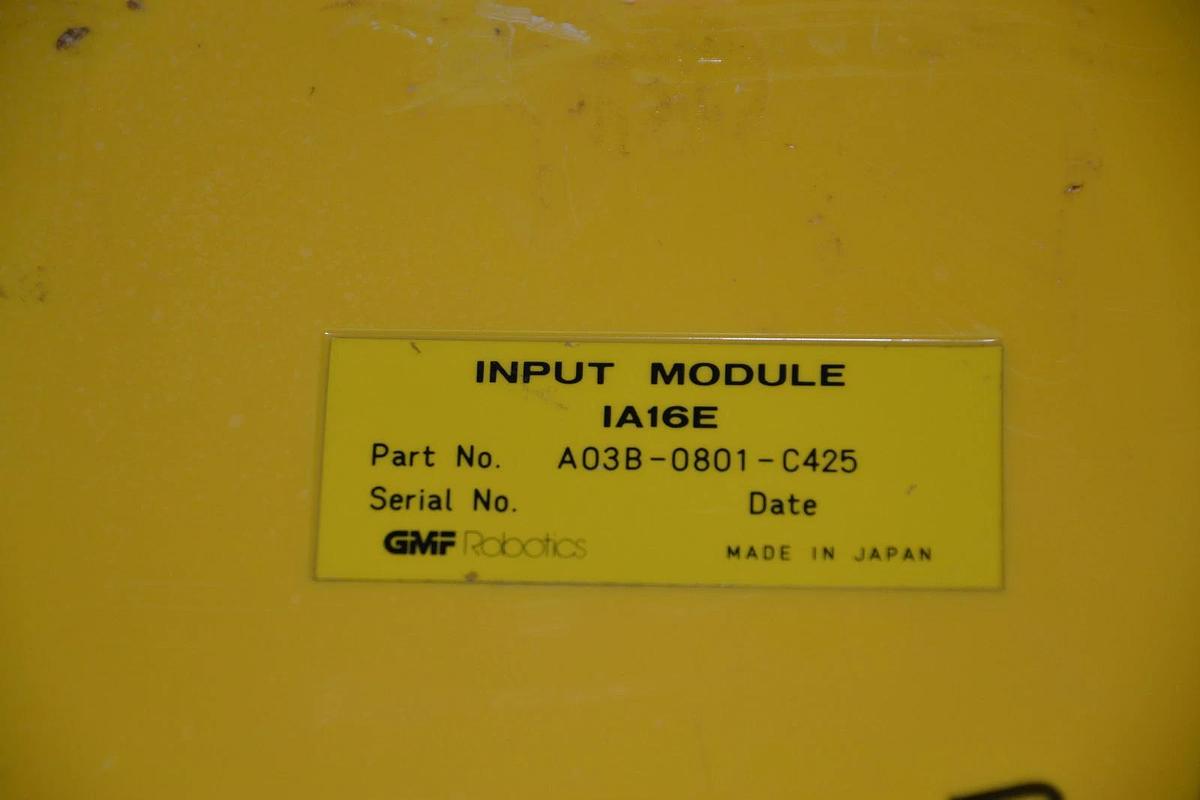 INPUT MODULE
IA16E
Part No. A03B-0801-C425
Serial No. Date
GMF Robotics MADE IN JAPAN